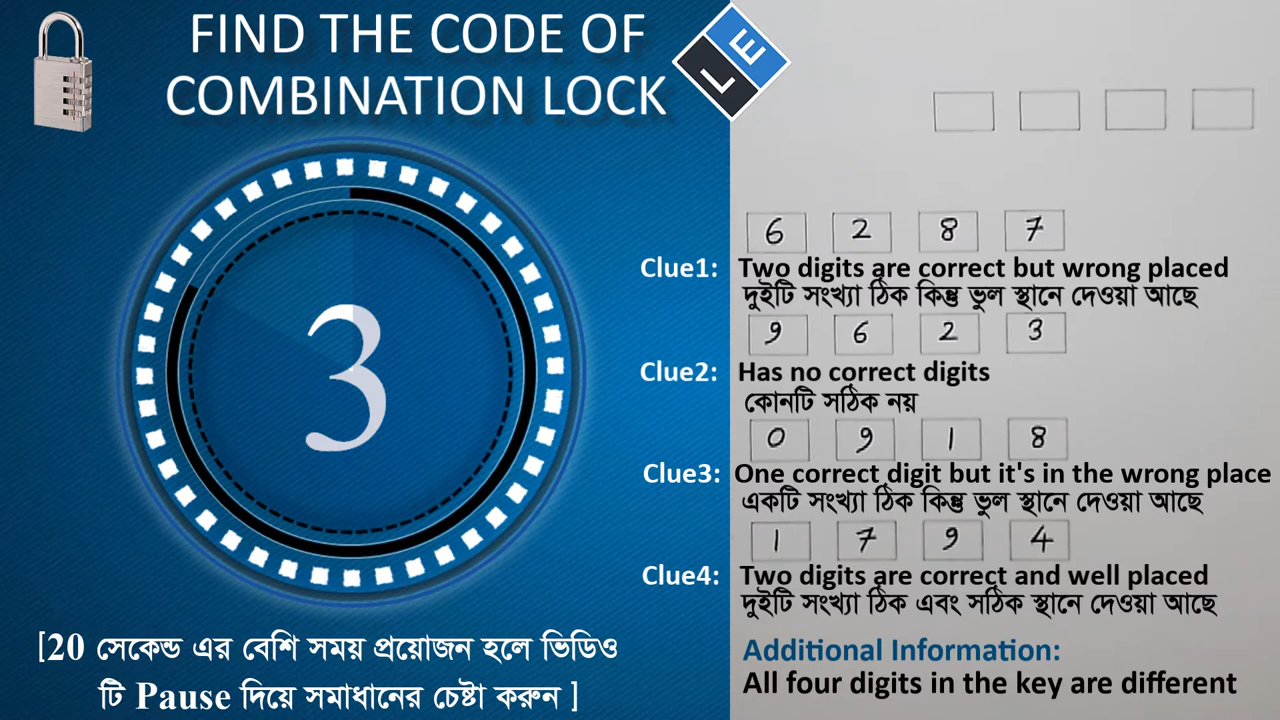 FIND THE CODE OF
COMBINATION LOCK
L E
3
[20 সেকেন্ড এর বেশি সময় প্রয়োজন হলে ভিডিও
টি Pause দিয়ে সমাধানের চেষ্টা করুন ]
6 2 8 7
Clue1: Two digits are correct but wrong placed
দুইটি সংখ্যা ঠিক কিন্তু ভুল স্থানে দেওয়া আছে
9 6 2 3
Clue2: Has no correct digits
কোনটি সঠিক নয়
0 9 1 8
Clue3: One correct digit but it's in the wrong place
একটি সংখ্যা ঠিক কিন্তু ভুল স্থানে দেওয়া আছে
1 7 9 4
Clue4: Two digits are correct and well placed
দুইটি সংখ্যা ঠিক এবং সঠিক স্থানে দেওয়া আছে
Additional Information:
All four digits in the key are different